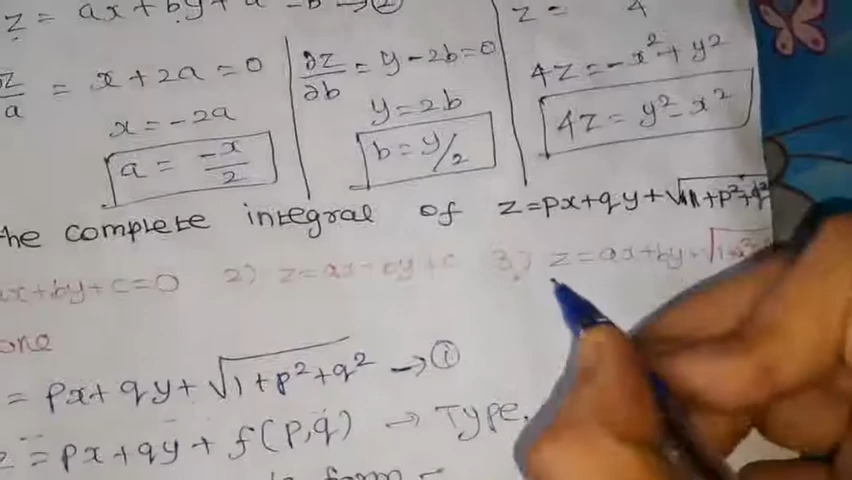 z = ax + by + a² - b² → ②
z = 4
∂z/a = x + 2a = 0
x = -2a
a = -x/2
∂z/∂b = y - 2b = 0
y = 2b
b = y/2
4z = -x² + y²
4z = y² - x²
the complete integral of z=px+qy+√1+p²+q²
ax+by+c=0 2) z=ax-by+c 3) z=ax+by+√1+a²
one
= px + qy + √1+p²+q² → ①
z = px + qy + f(p,q) → Type.
form